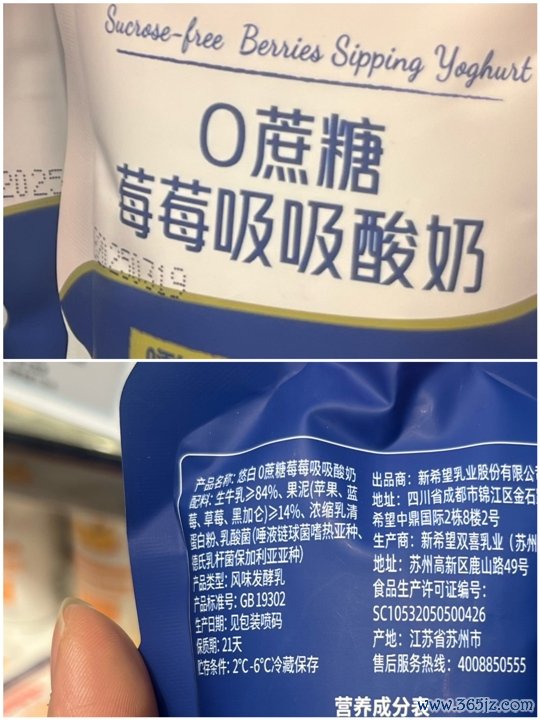 Sucrose-free Berries Sipping Yoghurt
0蔗糖
莓莓吸吸酸奶
2025
20250319
产品名称: 悠白 0蔗糖莓莓吸吸酸奶
配料: 生牛乳≥84%、果泥(苹果、蓝
莓、草莓、黑加仑)≥14%、浓缩乳清
蛋白粉、乳酸菌(唾液链球菌嗜热亚种、
德氏乳杆菌保加利亚亚种)
产品类型: 风味发酵乳
产品标准号: GB 19302
生产日期: 见包装喷码
保质期: 21天
贮存条件: 2℃-6℃冷藏保存
出品商: 新希望乳业股份有限公司
地址: 四川省成都市锦江区金石
希望中鼎国际2栋8楼2号
生产商: 新希望双喜乳业 (苏州
地址: 苏州高新区鹿山路49号
食品生产许可证编号:
SC10532050500426
产地: 江苏省苏州市
售后服务热线: 4008850555
营养成分表
www.365jz.com